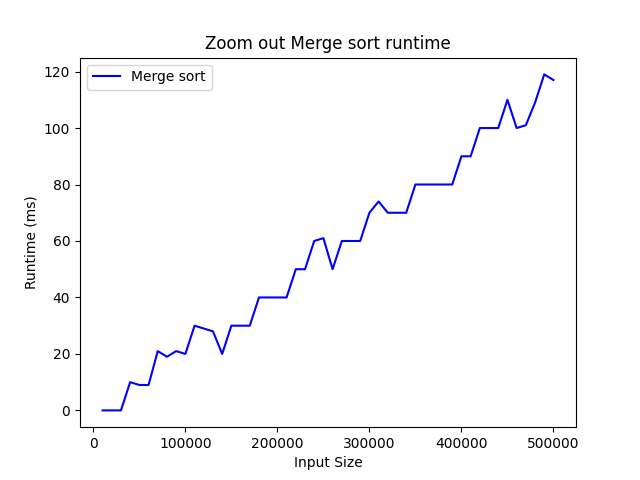 Zoom out Merge sort runtime
Merge sort
120
100
80
60
40
20
0
Runtime (ms)
0 100000 200000 300000 400000 500000
Input Size